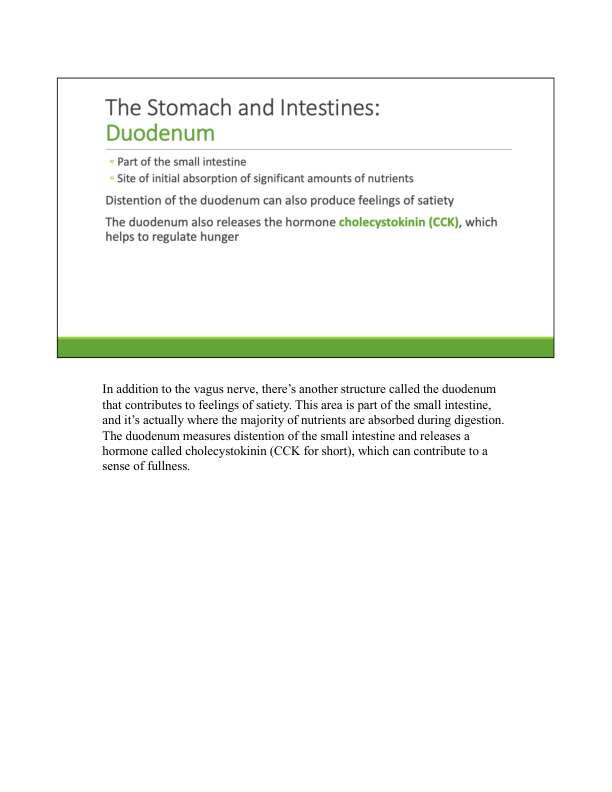 The Stomach and Intestines:
Duodenum
• Part of the small intestine
• Site of initial absorption of significant amounts of nutrients
Distention of the duodenum can also produce feelings of satiety
The duodenum also releases the hormone cholecystokinin (CCK), which
helps to regulate hunger
In addition to the vagus nerve, there’s another structure called the duodenum
that contributes to feelings of satiety. This area is part of the small intestine,
and it’s actually where the majority of nutrients are absorbed during digestion.
The duodenum measures distention of the small intestine and releases a
hormone called cholecystokinin (CCK for short), which can contribute to a
sense of fullness.